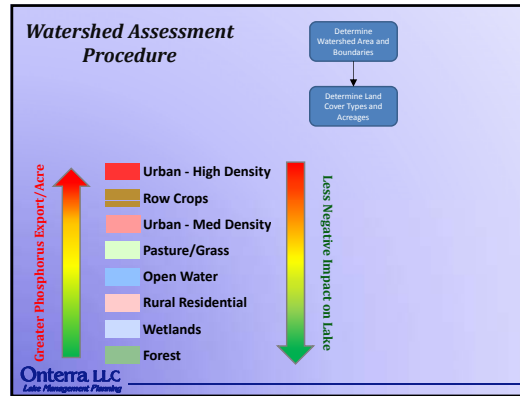 Watershed Assessment
Procedure
Determine
Watershed Area and
Boundaries
Determine Land
Cover Types and
Acreages
Greater Phosphorus Export/Acre
Urban - High Density
Row Crops
Urban - Med Density
Pasture/Grass
Open Water
Rural Residential
Wetlands
Forest
Less Negative Impact on Lake
Onterra LLC
Lake Management Planning